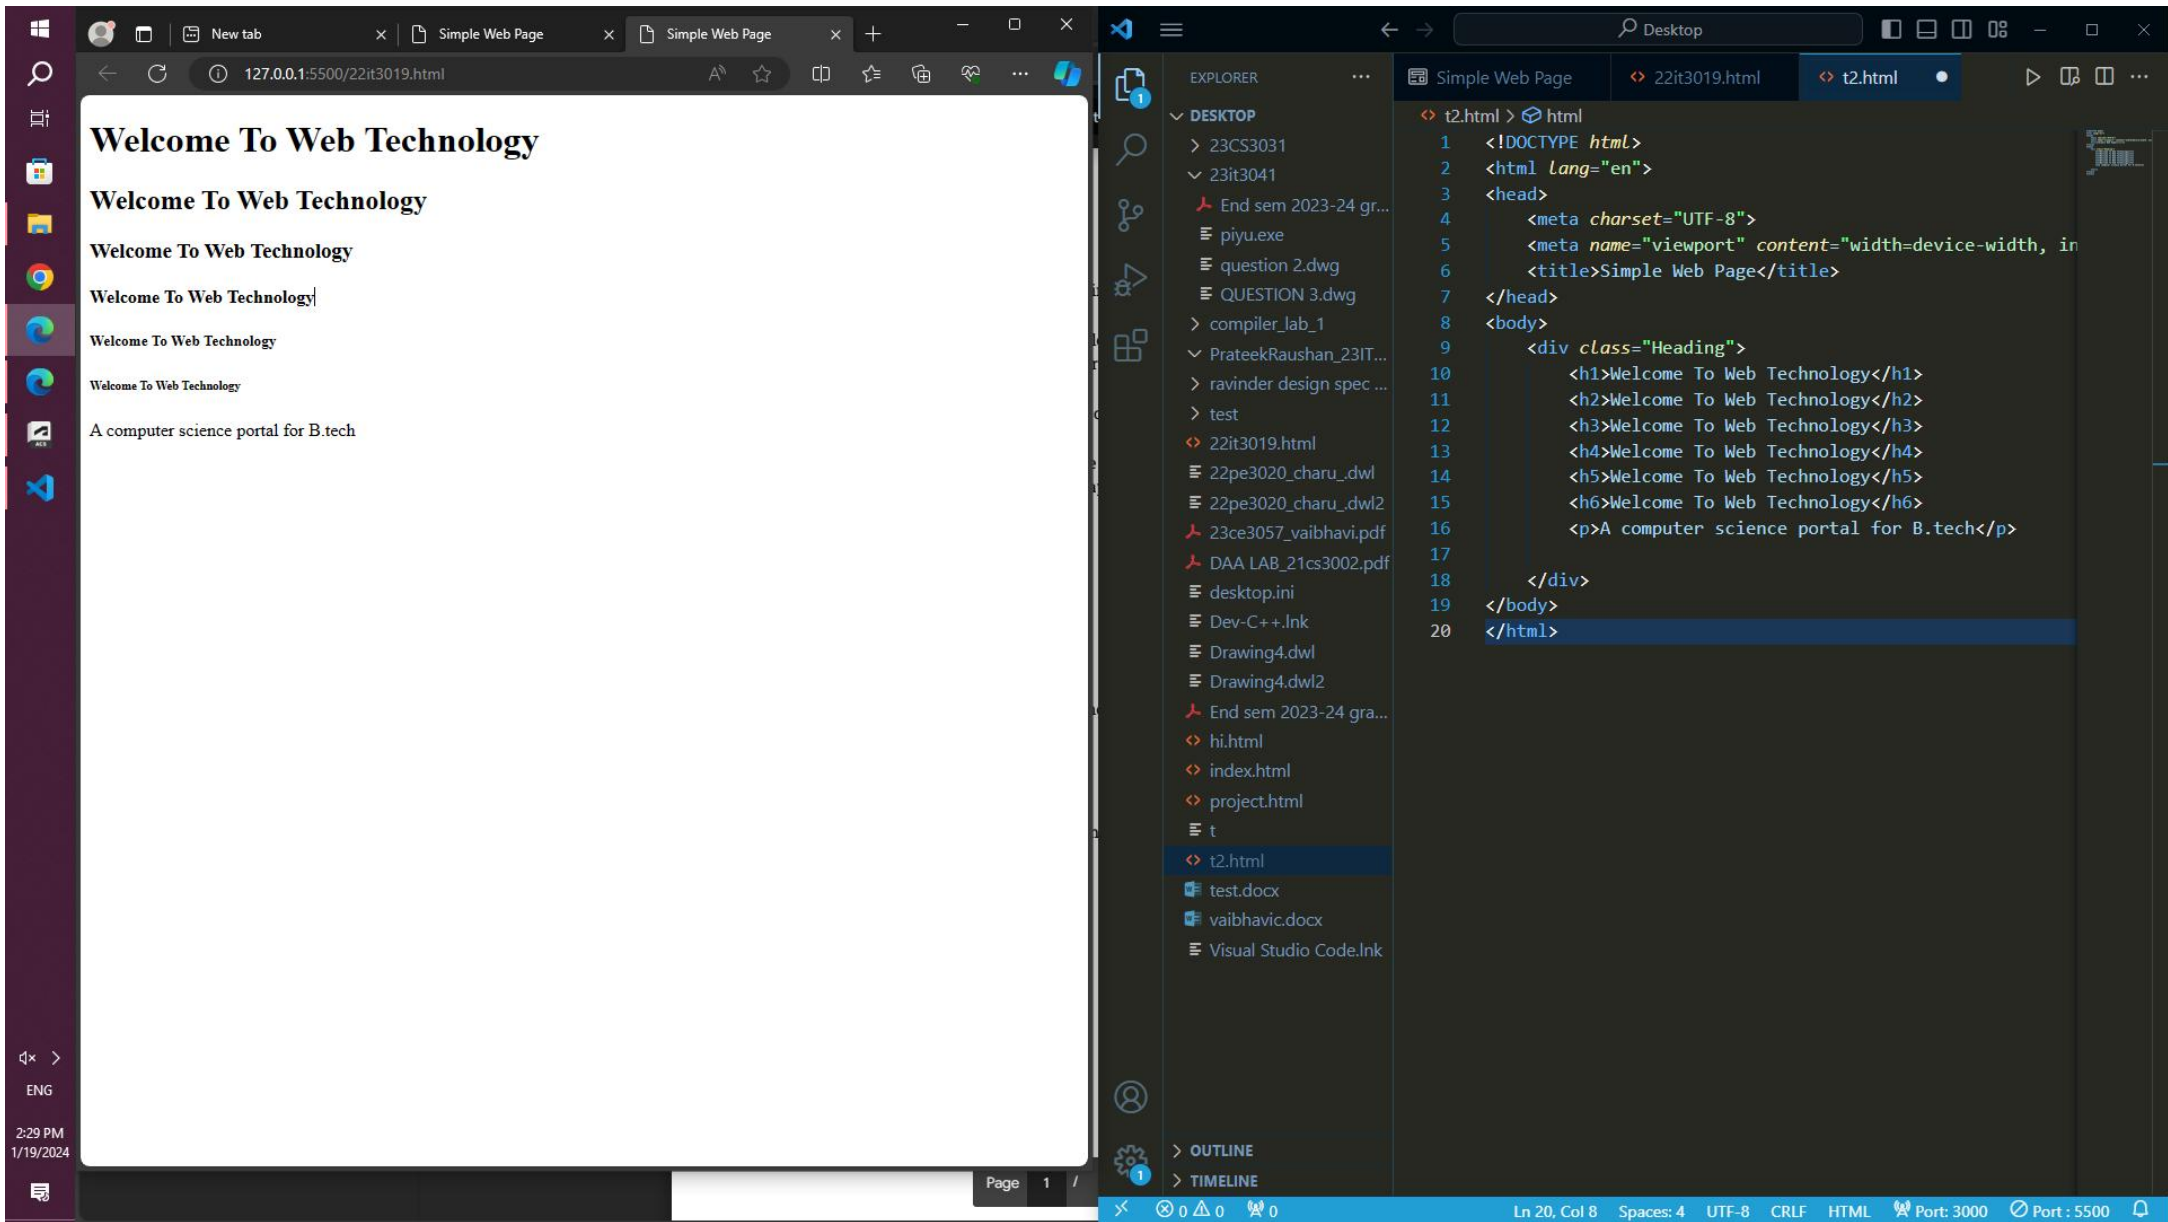 New tab
Simple Web Page
Simple Web Page
127.0.0.1:5500/22it3019.html
Welcome To Web Technology
Welcome To Web Technology
Welcome To Web Technology
Welcome To Web Technology
Welcome To Web Technology
Welcome To Web Technology
A computer science portal for B.tech
ENG
2:29 PM
1/19/2024
Page 1 /
Desktop
EXPLORER
DESKTOP
23CS3031
23it3041
End sem 2023-24 gr...
piyu.exe
question 2.dwg
QUESTION 3.dwg
compiler_lab_1
PrateekRaushan_23IT...
ravinder design spec ...
test
22it3019.html
22pe3020_charu_.dwl
22pe3020_charu_.dwl2
23ce3057_vaibhavi.pdf
DAA LAB_21cs3002.pdf
desktop.ini
Dev-C++.lnk
Drawing4.dwl
Drawing4.dwl2
End sem 2023-24 gra...
hi.html
index.html
project.html
t
t2.html
test.docx
vaibhavic.docx
Visual Studio Code.lnk
OUTLINE
TIMELINE
Simple Web Page
22it3019.html
t2.html
t2.html > html
1 <!DOCTYPE html>
2 <html lang="en">
3 <head>
4 <meta charset="UTF-8">
5 <meta name="viewport" content="width=device-width, in
6 <title>Simple Web Page</title>
7 </head>
8 <body>
9 <div class="Heading">
10 <h1>Welcome To Web Technology</h1>
11 <h2>Welcome To Web Technology</h2>
12 <h3>Welcome To Web Technology</h3>
13 <h4>Welcome To Web Technology</h4>
14 <h5>Welcome To Web Technology</h5>
15 <h6>Welcome To Web Technology</h6>
16 <p>A computer science portal for B.tech</p>
17
18 </div>
19 </body>
20 </html>
0 0 0 Ln 20, Col 8 Spaces: 4 UTF-8 CRLF HTML Port: 3000 Port : 5500